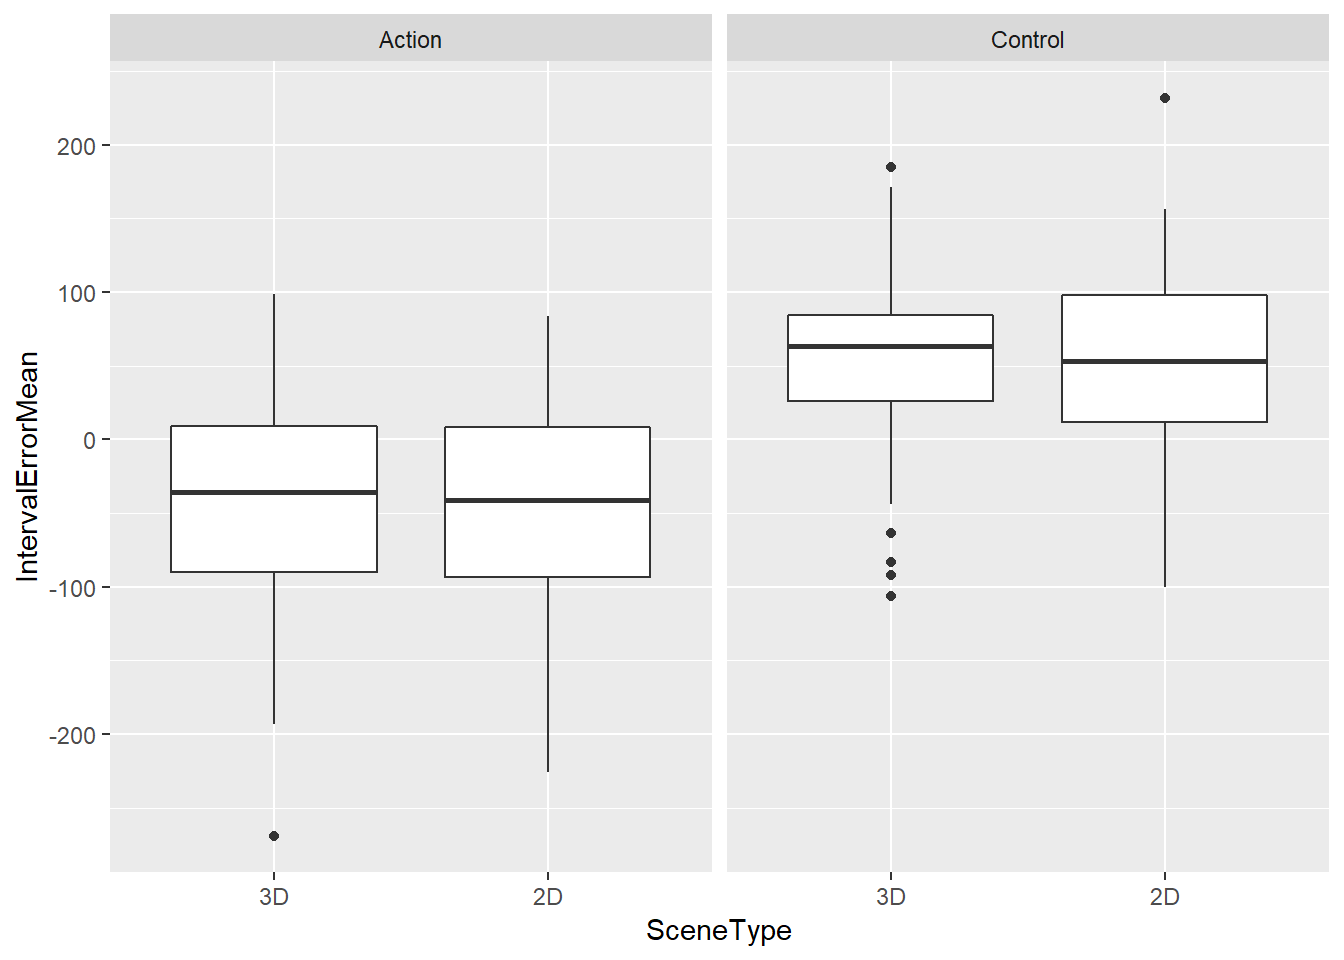 Action
Control
IntervalErrorMean
200
100
0
-100
-200
3D
2D
3D
2D
SceneType